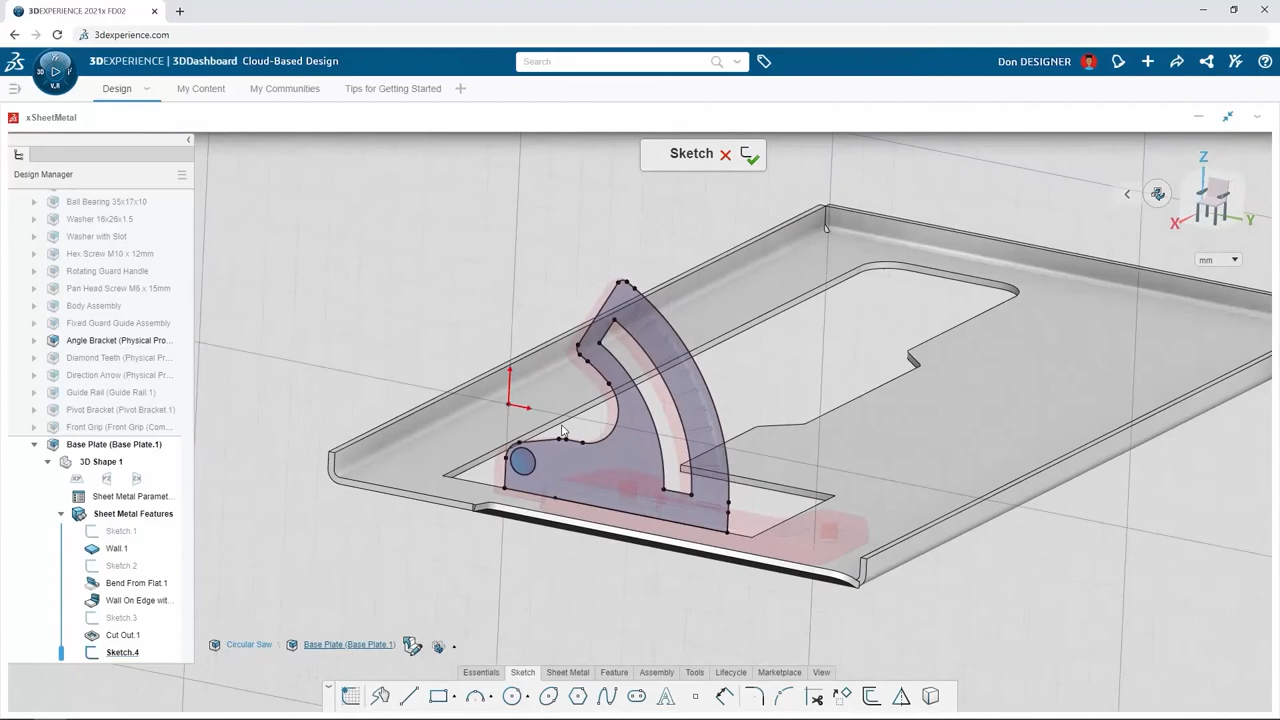 3DEXPERIENCE 2021x FD02
3dexperience.com
3DEXPERIENCE | 3DDashboard Cloud-Based Design
Search
Don DESIGNER
3D
V.R
Design
My Content
My Communities
Tips for Getting Started
xSheetMetal
Sketch
Design Manager
Ball Bearing 35x17x10
Washer 16x26x1.5
Washer with Slot
Hex Screw M10 x 12mm
Rotating Guard Handle
Pan Head Screw M6 x 15mm
Body Assembly
Fixed Guard Guide Assembly
Angle Bracket (Physical Pro...
Diamond Teeth (Physical Pro...
Direction Arrow (Physical Pro...
Guide Rail (Guide Rail.1)
Pivot Bracket (Pivot Bracket.1)
Front Grip (Front Grip (Com...
Base Plate (Base Plate.1)
3D Shape 1
Sheet Metal Paramet...
Sheet Metal Features
Sketch 1
Wall.1
Sketch 2
Bend From Flat.1
Wall On Edge wit...
Sketch.3
Cut Out.1
Sketch.4
Z
X
Y
mm
Circular Saw \ Base Plate (Base Plate.1)
Essentials Sketch Sheet Metal Feature Assembly Tools Lifecycle Marketplace View